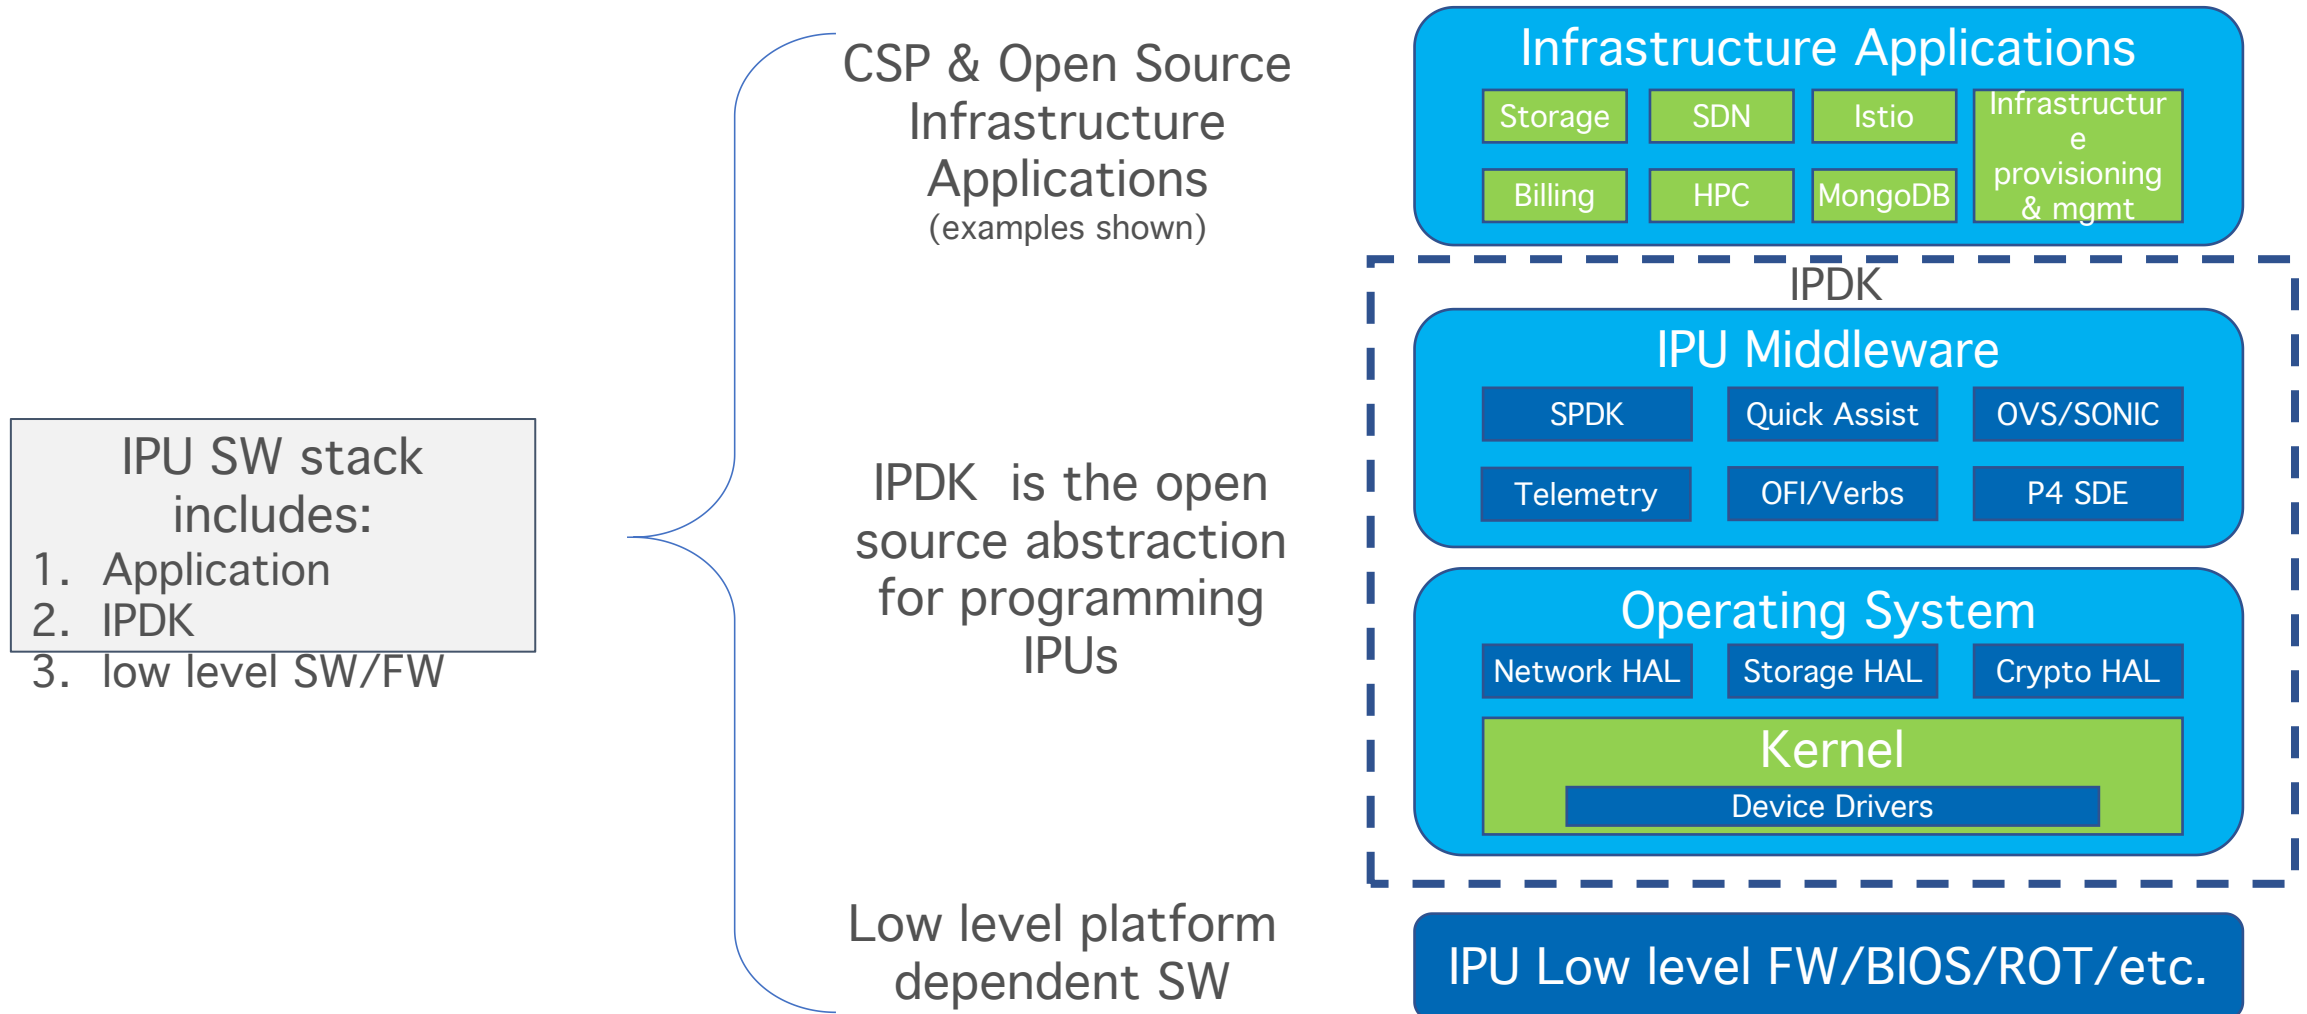 IPU SW stack
includes:
1. Application
2. IPDK
3. low level SW/FW
CSP & Open Source
Infrastructure
Applications
(examples shown)
IPDK is the open
source abstraction
for programming
IPUs
Low level platform
dependent SW
Infrastructure Applications
Storage
SDN
Istio
Infrastructur
e
provisioning
& mgmt
Billing
HPC
MongoDB
IPDK
IPU Middleware
SPDK
Quick Assist
OVS/SONIC
Telemetry
OFI/Verbs
P4 SDE
Operating System
Network HAL
Storage HAL
Crypto HAL
Kernel
Device Drivers
IPU Low level FW/BIOS/ROT/etc.